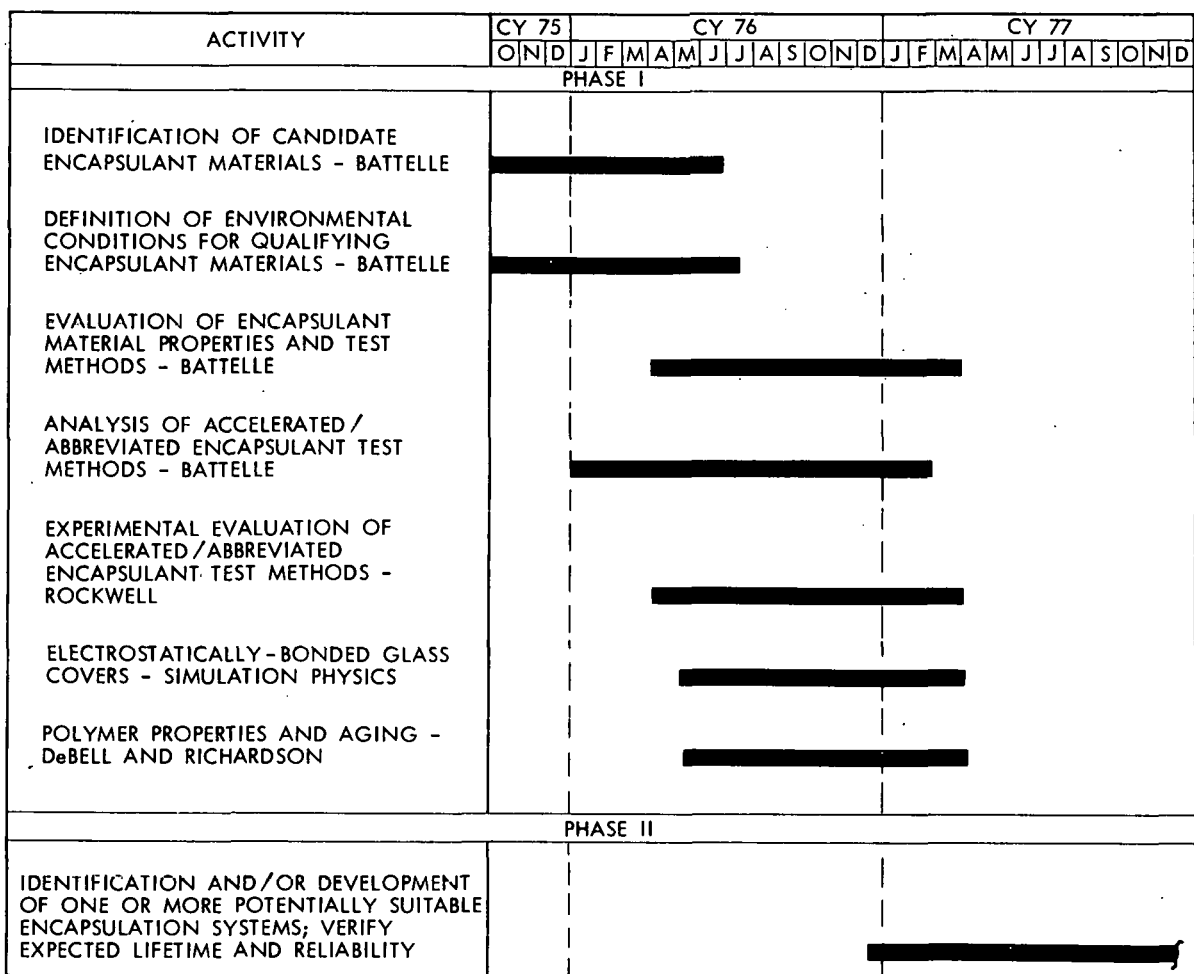 ACTIVITY
CY 75 CY 76 CY 77
O N D J F M A M J J A S O N D J F M A M J J A S O N D
PHASE I
IDENTIFICATION OF CANDIDATE
ENCAPSULANT MATERIALS - BATTELLE
DEFINITION OF ENVIRONMENTAL
CONDITIONS FOR QUALIFYING
ENCAPSULANT MATERIALS - BATTELLE
EVALUATION OF ENCAPSULANT
MATERIAL PROPERTIES AND TEST
METHODS - BATTELLE
ANALYSIS OF ACCELERATED/
ABBREVIATED ENCAPSULANT TEST
METHODS - BATTELLE
EXPERIMENTAL EVALUATION OF
ACCELERATED/ABBREVIATED
ENCAPSULANT TEST METHODS -
ROCKWELL
ELECTROSTATICALLY-BONDED GLASS
COVERS - SIMULATION PHYSICS
POLYMER PROPERTIES AND AGING -
DeBELL AND RICHARDSON
PHASE II
IDENTIFICATION AND/OR DEVELOPMENT
OF ONE OR MORE POTENTIALLY SUITABLE
ENCAPSULATION SYSTEMS; VERIFY
EXPECTED LIFETIME AND RELIABILITY